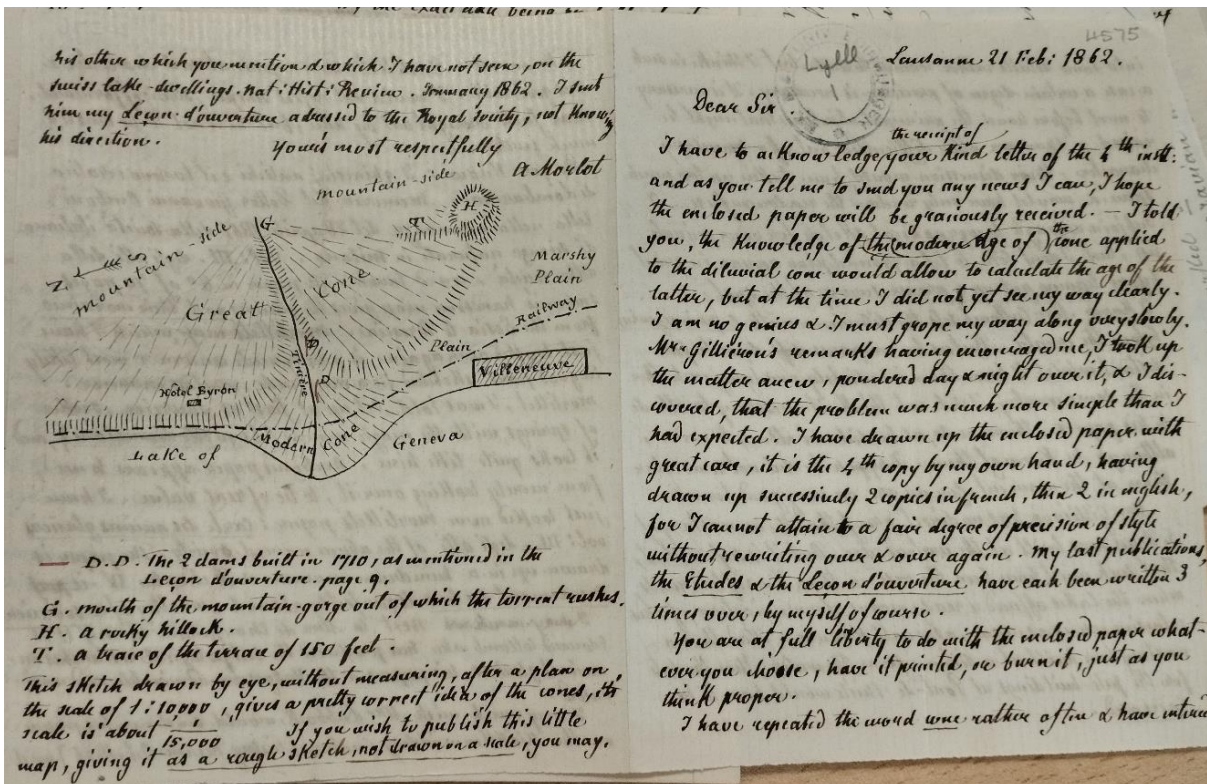 his other which you mention & which I have not seen, on the
swiss lake-dwellings. Nat: Hist: Review. January 1862. I sent
him my Leçon d'ouverture adressed to the Royal Society, not knowing
his direction. Your's most respectfully
A Morlot
mountain-side
H
T
G
mountain-side
N
S
Cone
Marshy
Plain
Great
Railway
Plain
Tinière
D
D
Villeneuve
Hôtel Byron
Modern Cone
Lake of
Geneva
D.D. The 2 dams built in 1710, as mentioned in the
Leçon d'ouverture. page 9.
G. mouth of the mountain-gorge out of which the torrent rushes.
H. a rocky hillock.
T. a trace of the terrace of 150 feet.
This sketch drawn by eye, without measuring, after a plan on
the scale of 1:10,000, gives a pretty correct idea of the cones, its
scale is about 1/15,000 If you wish to publish this little
map, giving it as a rough sketch, not drawn on a scale, you may.
4575
Lyell
1
Lausanne 21 Feb: 1862.
Dear Sir.
the receipt of
I have to acknowledge, your kind letter of the 4th instt:
and as you tell me to send you any news I can, I hope
the enclosed paper will be graciously received. — I told
you, the knowledge of the modern age of the cone applied
to the diluvial cone would allow to calculate the age of the
latter, but at the time I did not yet see my way clearly.
I am no genius & I must grope my way along very slowly.
Mr Gilliéron's remarks having encouraged me, I took up
the matter anew, pondered day & night over it, & I dis-
covered, that the problem was much more simple than I
had expected. I have drawn up the enclosed paper with
great care, it is the 4th copy by my own hand, having
drawn up successively 2 copies in french, then 2 in english,
for I cannot attain to a fair degree of precision of style
without rewriting over & over again. My last publications,
the Etudes & the Leçon d'ouverture have each been written 3
times over, by myself of course.
You are at full liberty to do with the enclosed paper what-
ever you choose, have it printed, or burn it, just as you
think proper.
I have repeated the word cone rather often & have